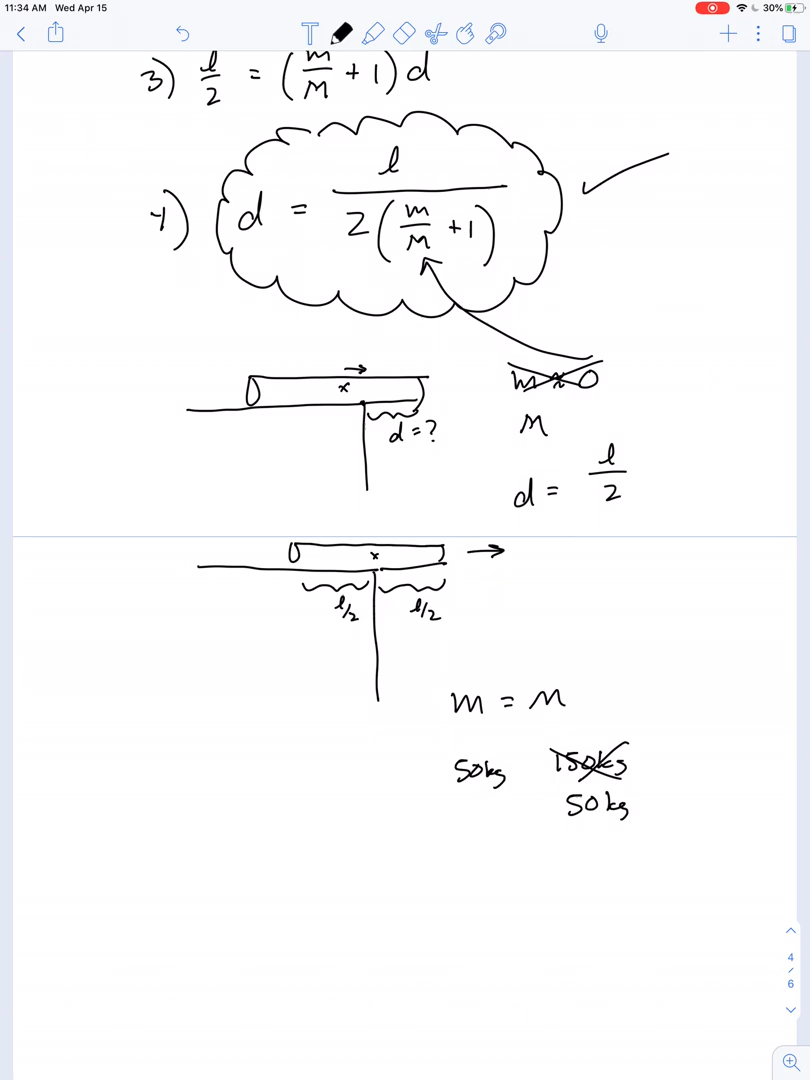 11:34 AM Wed Apr 15
30%
T
3) l/2 = (m/M + 1) d
4) d = l / 2(m/M + 1)
m ≈ 0
d = ?
M
d = l/2
l/2 l/2
m = M
50kg 150kg
50kg
4
/
6